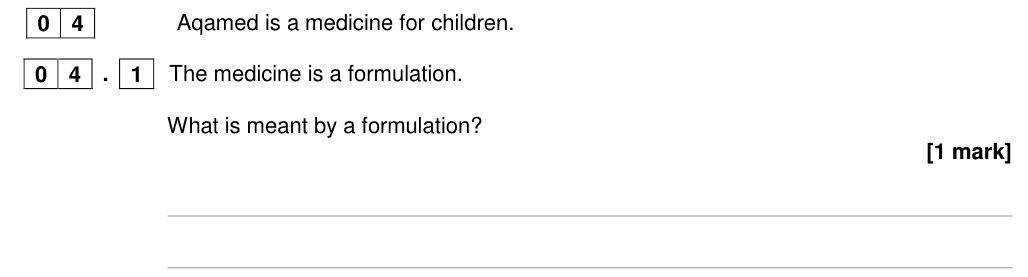 0 4 Aqamed is a medicine for children.
0 4 . 1 The medicine is a formulation.
What is meant by a formulation?
[1 mark]